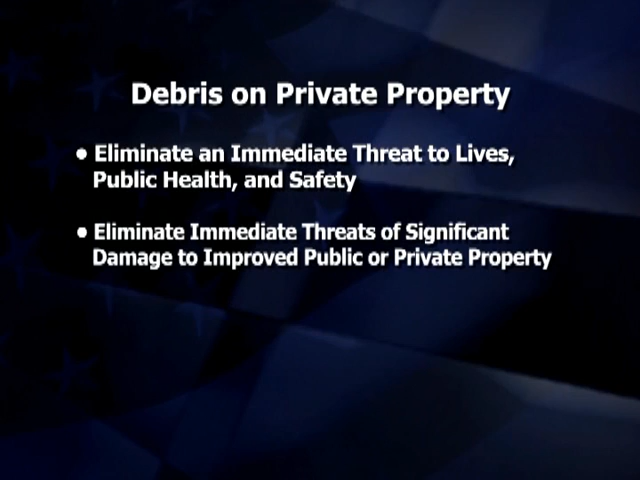 Debris on Private Property
• Eliminate an Immediate Threat to Lives,
Public Health, and Safety
• Eliminate Immediate Threats of Significant
Damage to Improved Public or Private Property